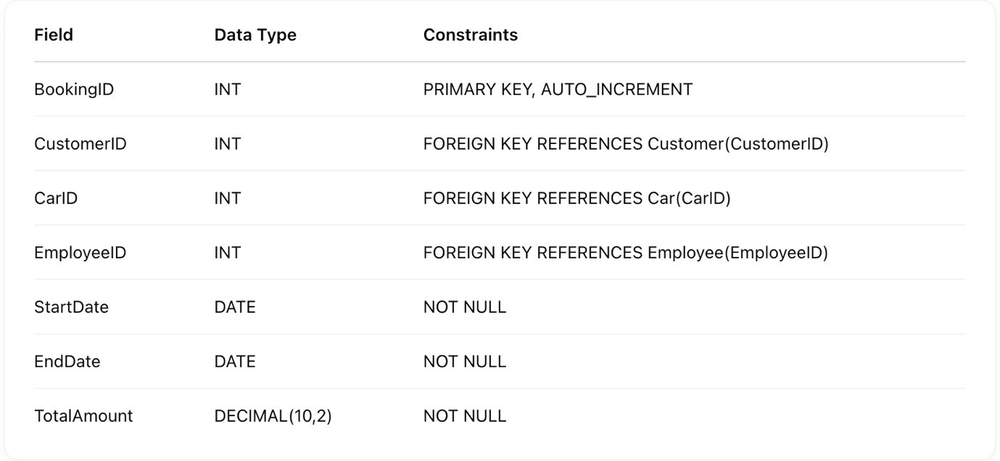 Field Data Type Constraints
BookingID INT PRIMARY KEY, AUTO_INCREMENT
CustomerID INT FOREIGN KEY REFERENCES Customer(CustomerID)
CarID INT FOREIGN KEY REFERENCES Car(CarID)
EmployeeID INT FOREIGN KEY REFERENCES Employee(EmployeeID)
StartDate DATE NOT NULL
EndDate DATE NOT NULL
TotalAmount DECIMAL(10,2) NOT NULL